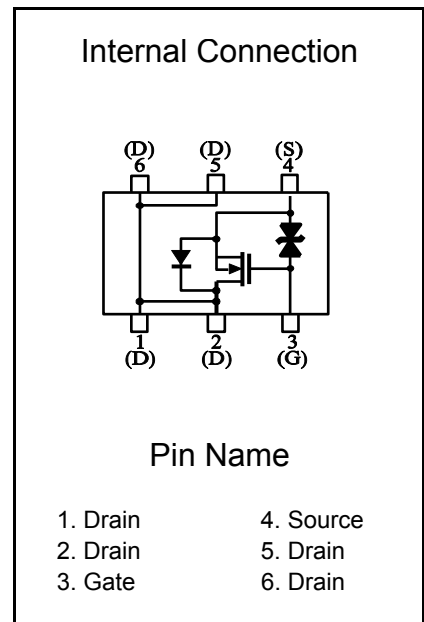 Internal Connection
(D) (D) (S)
6 5 4
1 2 3
(D) (D) (G)
Pin Name
1. Drain 4. Source
2. Drain 5. Drain
3. Gate 6. Drain